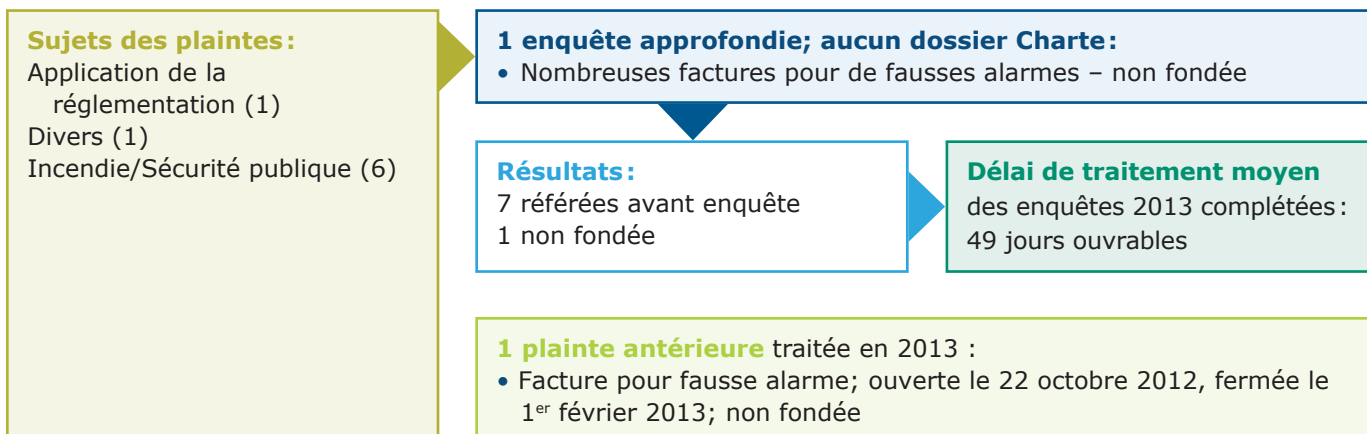 Sujets des plaintes :
Application de la
réglementation (1)
Divers (1)
Incendie/Sécurité publique (6)
1 enquête approfondie; aucun dossier Charte :
• Nombreuses factures pour de fausses alarmes – non fondée
Résultats :
7 référées avant enquête
1 non fondée
Délai de traitement moyen
des enquêtes 2013 complétées :
49 jours ouvrables
1 plainte antérieure traitée en 2013 :
• Facture pour fausse alarme; ouverte le 22 octobre 2012, fermée le
1er février 2013; non fondée